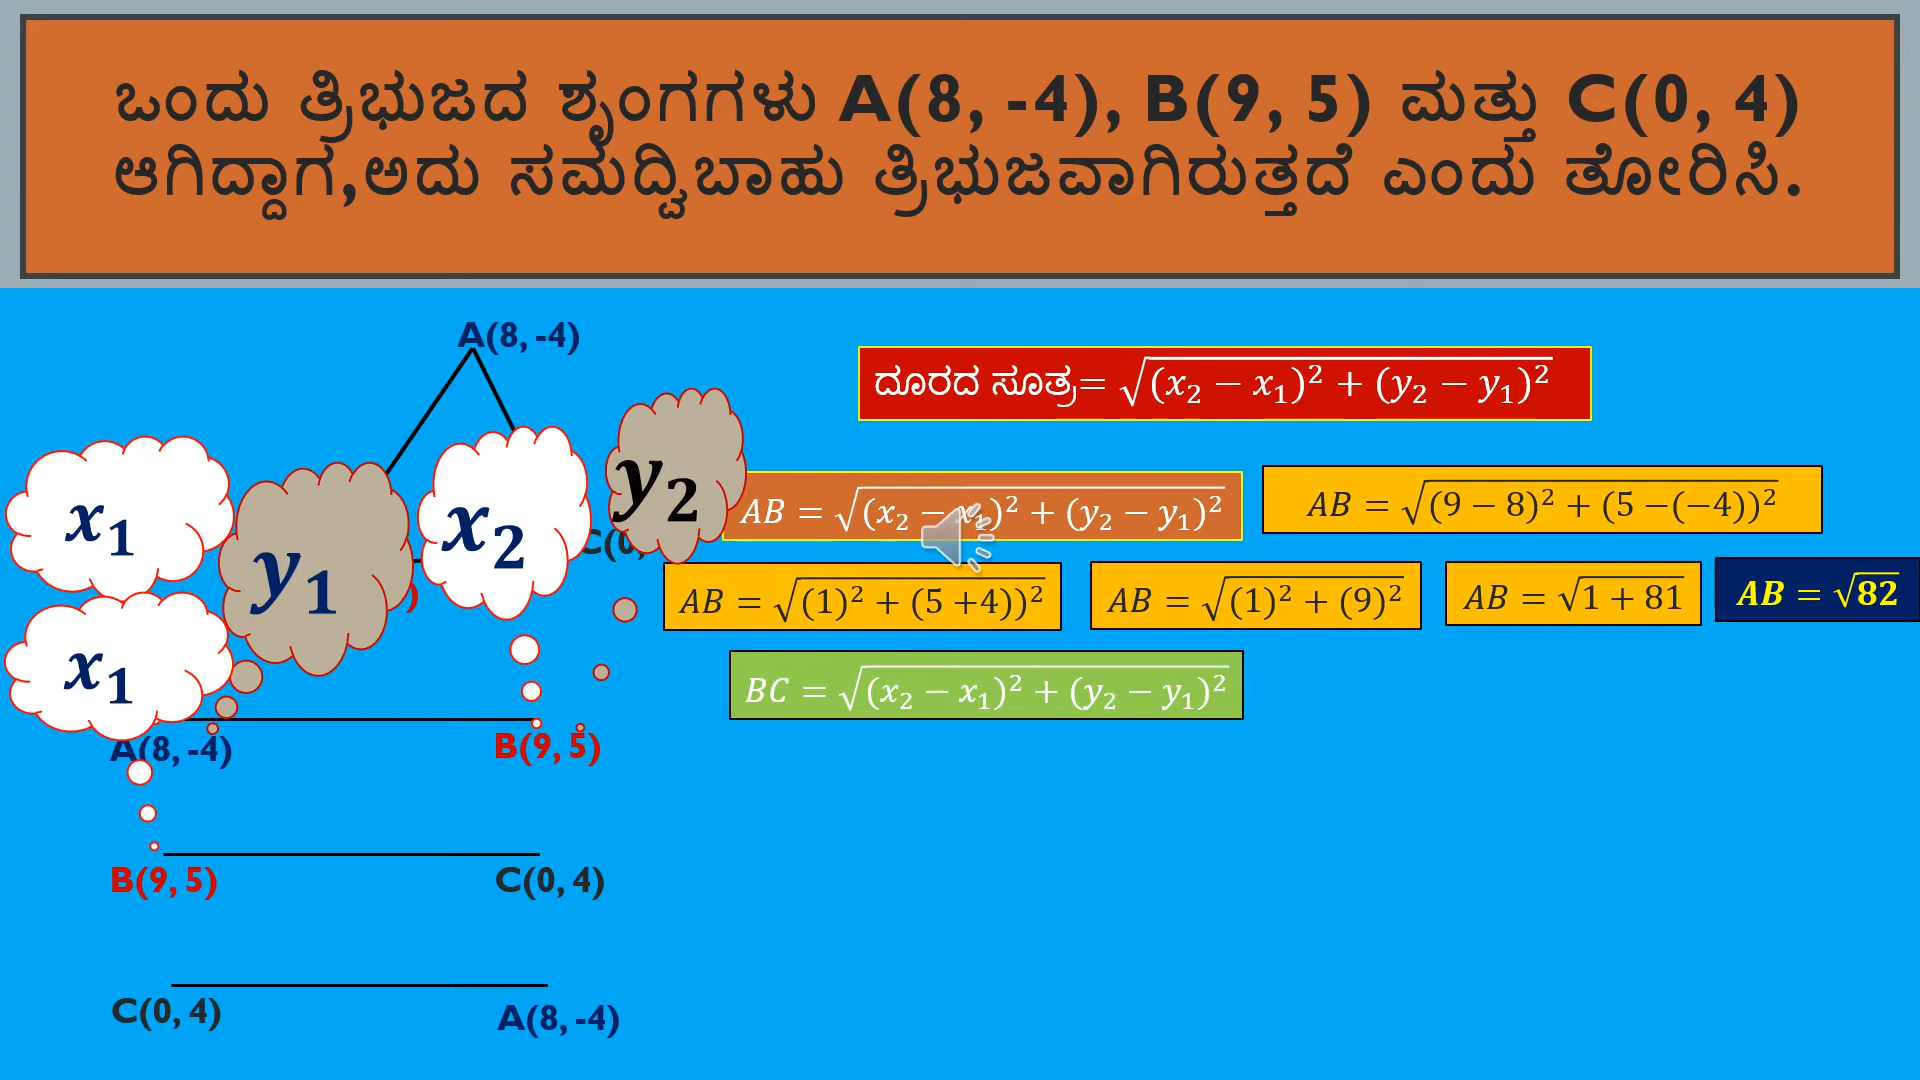 ಒಂದು ತ್ರಿಭುಜದ ಶೃಂಗಗಳು A(8, -4), B(9, 5) ಮತ್ತು C(0, 4)
ಆಗಿದ್ದಾಗ,ಅದು ಸಮದ್ವಿಬಾಹು ತ್ರಿಭುಜವಾಗಿರುತ್ತದೆ ಎಂದು ತೋರಿಸಿ.
A(8, -4)
ದೂರದ ಸೂತ್ರ= √(x₂ − x₁)² + (y₂ − y₁)²
x₁
y₁
x₂
y₂
C(0,
)
AB = √(x₂ − x₁)² + (y₂ − y₁)²
AB = √(9 − 8)² + (5 −(−4))²
AB = √(1)² + (5 +4))²
AB = √(1)² + (9)²
AB = √1 + 81
AB = √82
x₁
BC = √(x₂ − x₁)² + (y₂ − y₁)²
A(8, -4)
B(9, 5)
B(9, 5)
C(0, 4)
C(0, 4)
A(8, -4)